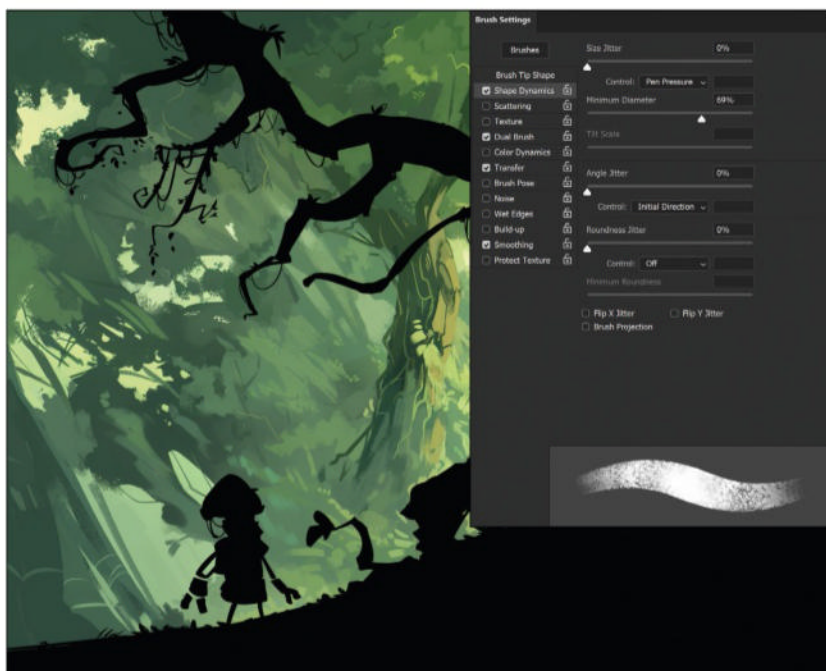 Brush Settings
Brushes
Brush Tip Shape
Shape Dynamics
Scattering
Texture
Dual Brush
Color Dynamics
Transfer
Brush Pose
Noise
Wet Edges
Build-up
Smoothing
Protect Texture
Size Jitter 0%
Control: Pen Pressure
Minimum Diameter 69%
Tilt Scale
Angle Jitter 0%
Control: Initial Direction
Roundness Jitter 0%
Control: Off
Minimum Roundness
Flip X Jitter Flip Y Jitter
Brush Projection